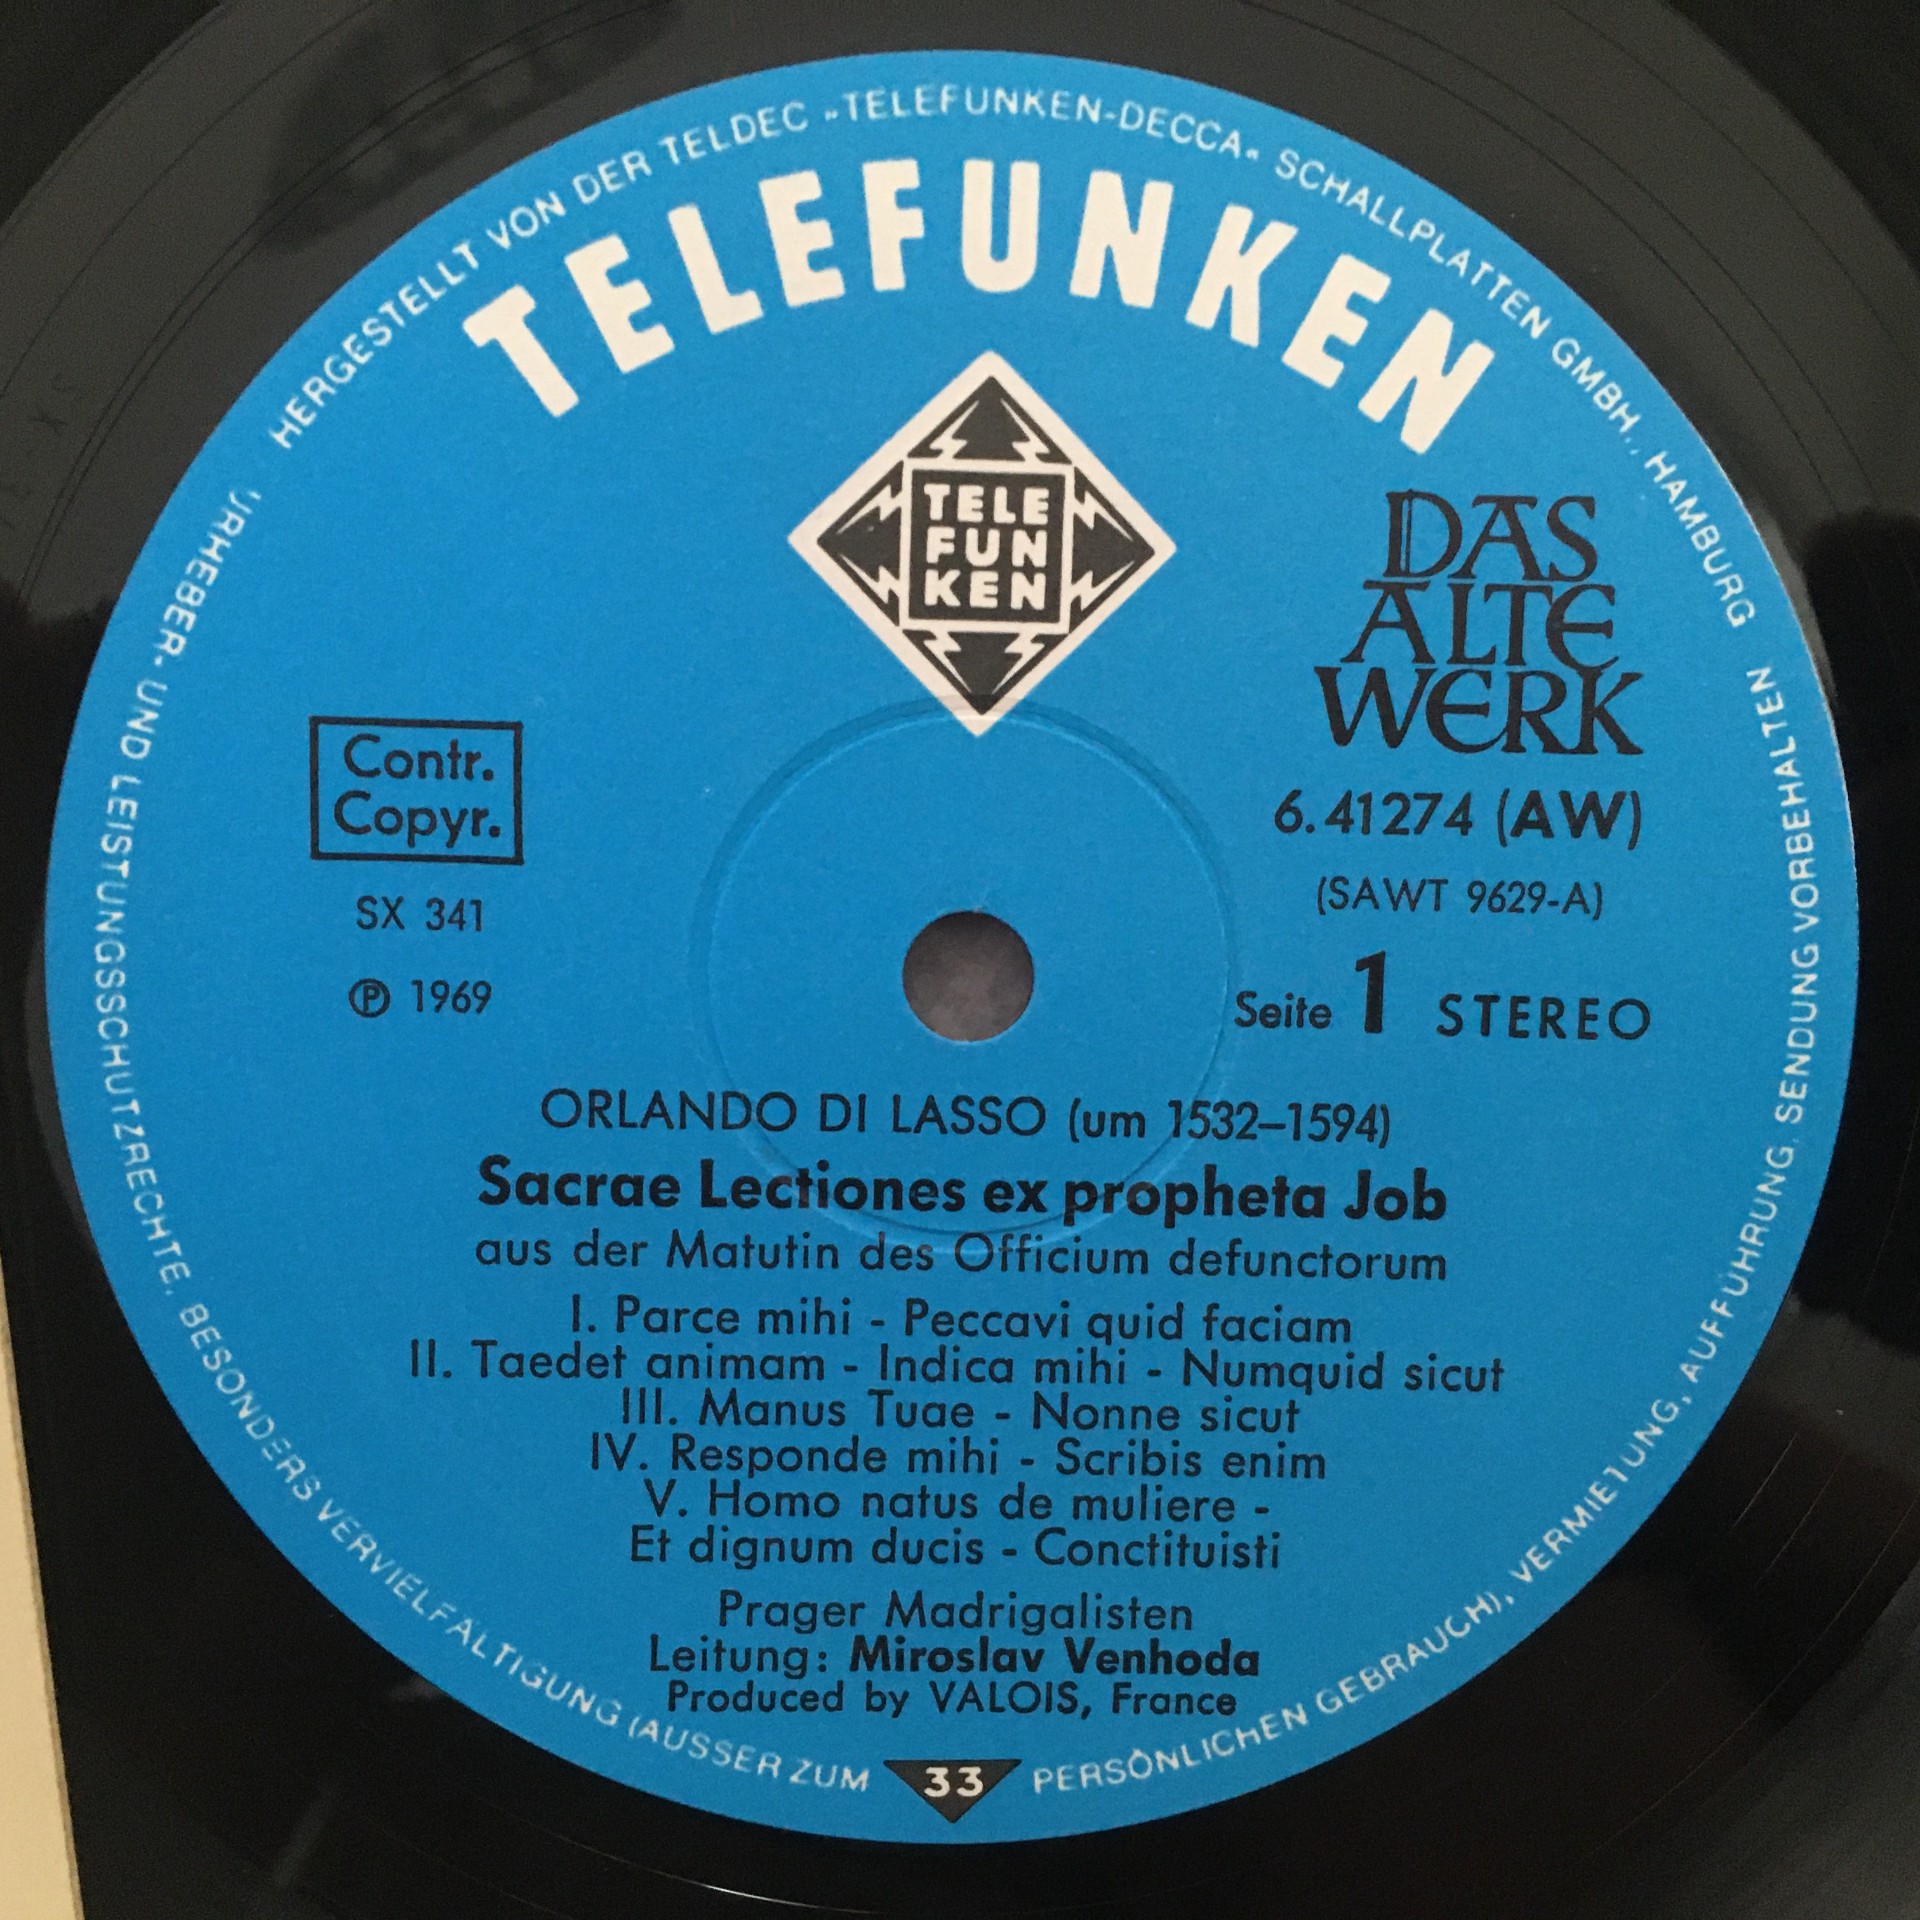 HERGESTELLT VON DER TELDEC »TELEFUNKEN-DECCA« SCHALLPLATTEN GMBH., HAMBURG
URHEBER- UND LEISTUNGSSCHUTZRECHTE, BESONDERS VERVIELFÄLTIGUNG (AUSSER ZUM PERSÖNLICHEN GEBRAUCH), VERMIETUNG, AUFFÜHRUNG, SENDUNG VORBEHALTEN
TELEFUNKEN
TELE
FUN
KEN
DAS
ALTE
WERK
Contr.
Copyr.
6.41274 (AW)
SX 341
(SAWT 9629-A)
℗ 1969
Seite 1 STEREO
ORLANDO DI LASSO (um 1532–1594)
Sacrae Lectiones ex propheta Job
aus der Matutin des Officium defunctorum
I. Parce mihi - Peccavi quid faciam
II. Taedet animam - Indica mihi - Numquid sicut
III. Manus Tuae - Nonne sicut
IV. Responde mihi - Scribis enim
V. Homo natus de muliere -
Et dignum ducis - Conctituisti
Prager Madrigalisten
Leitung: Miroslav Venhoda
Produced by VALOIS, France
33